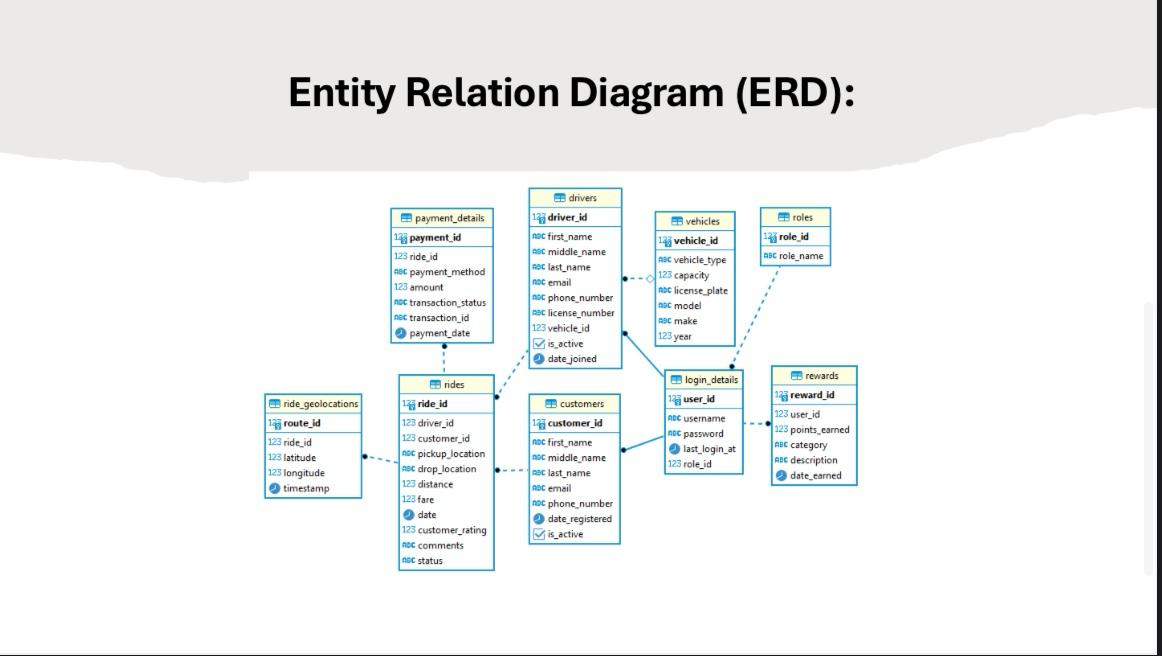 Entity Relation Diagram (ERD):
payment_details
123 payment_id
123 ride_id
ABC payment_method
123 amount
ABC transaction_status
ABC transaction_id
payment_date
drivers
123 driver_id
ABC first_name
ABC middle_name
ABC last_name
ABC email
ABC phone_number
ABC license_number
123 vehicle_id
is_active
date_joined
vehicles
123 vehicle_id
ABC vehicle_type
123 capacity
ABC license_plate
ABC model
ABC make
123 year
roles
123 role_id
ABC role_name
ride_geolocations
123 route_id
123 ride_id
123 latitude
123 longitude
timestamp
rides
123 ride_id
123 driver_id
123 customer_id
ABC pickup_location
ABC drop_location
123 distance
123 fare
date
123 customer_rating
ABC comments
ABC status
customers
123 customer_id
ABC first_name
ABC middle_name
ABC last_name
ABC email
ABC phone_number
date_registered
is_active
login_details
123 user_id
ABC username
ABC password
last_login_at
123 role_id
rewards
123 reward_id
123 user_id
123 points_earned
ABC category
ABC description
date_earned